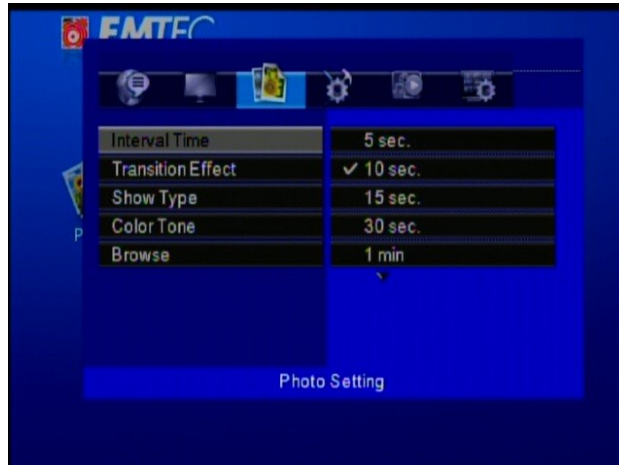 EMTEC
Interval Time
5 sec.
Transition Effect
10 sec.
Show Type
15 sec.
Color Tone
30 sec.
Browse
1 min
P
Photo Setting